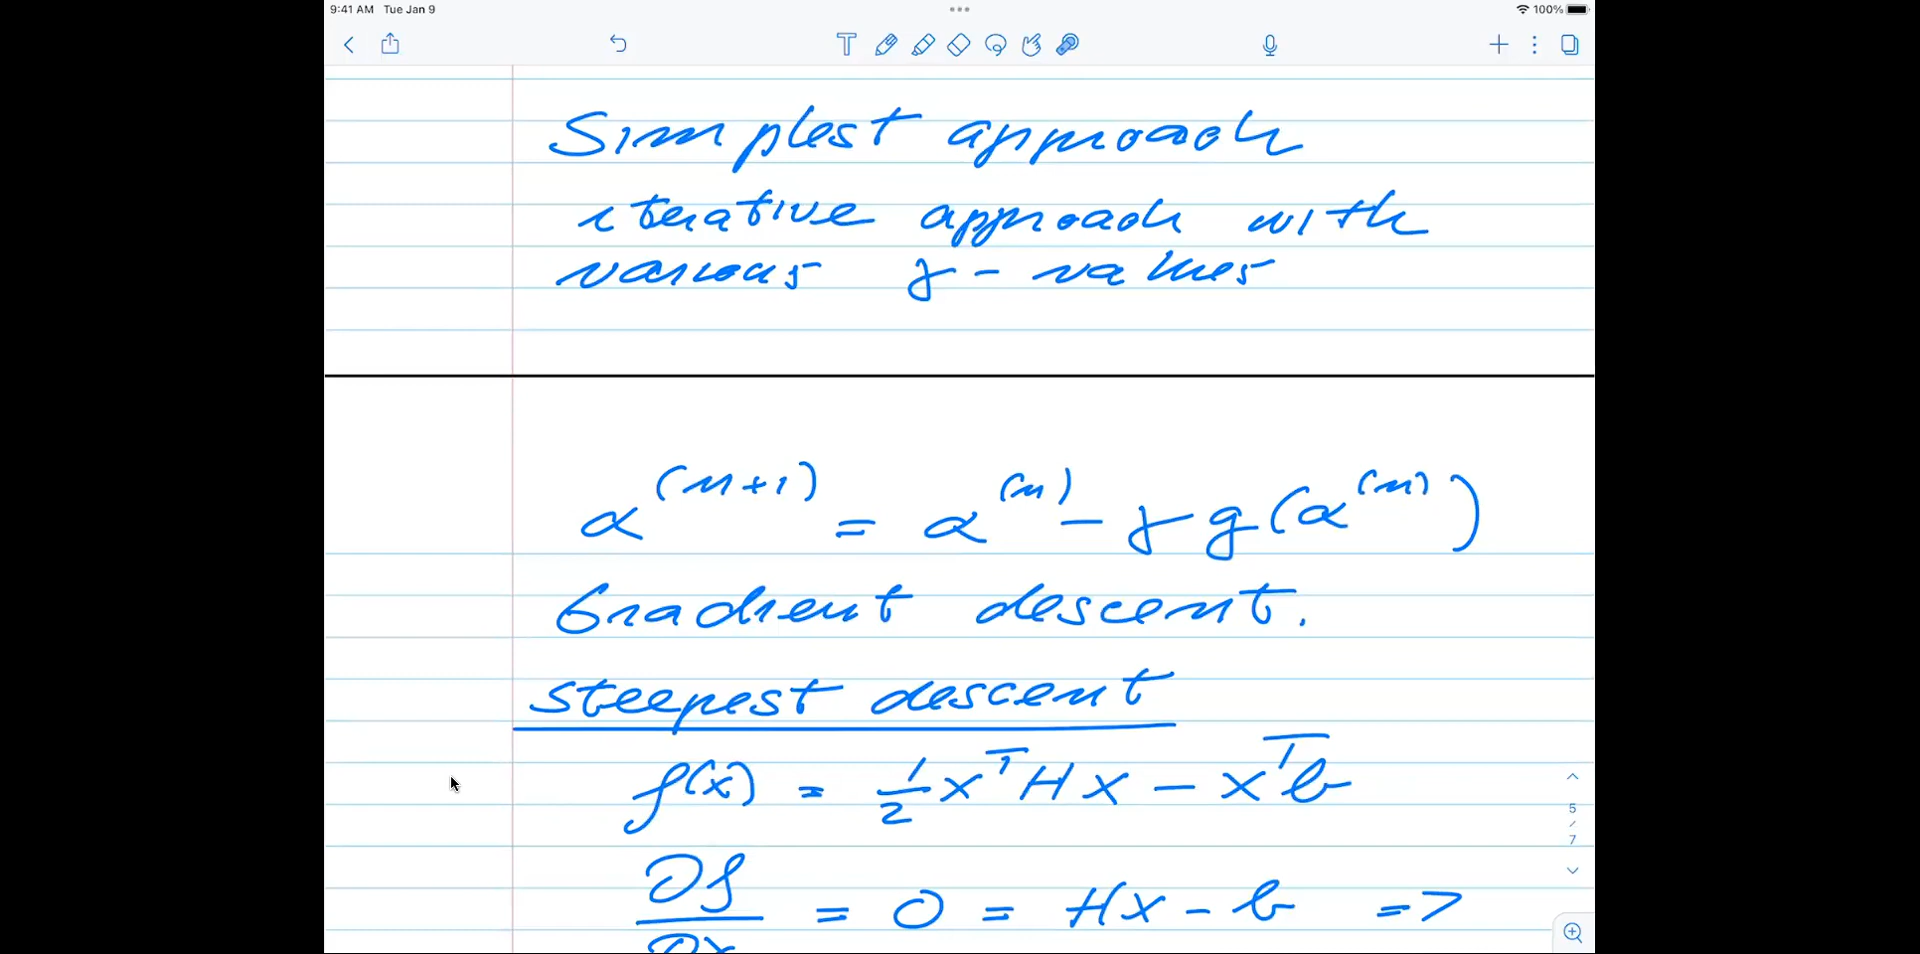 9:41 AM Tue Jan 9
100%
Simplest approach
iterative approach with
various γ - values
α^(n+1) = α^(n) - γ g(α^(n))
Gradient descent.
Steepest descent
f(x) = 1/2 x^T H x - x^T b
∂f/∂x = 0 = Hx - b =>
5
/
7